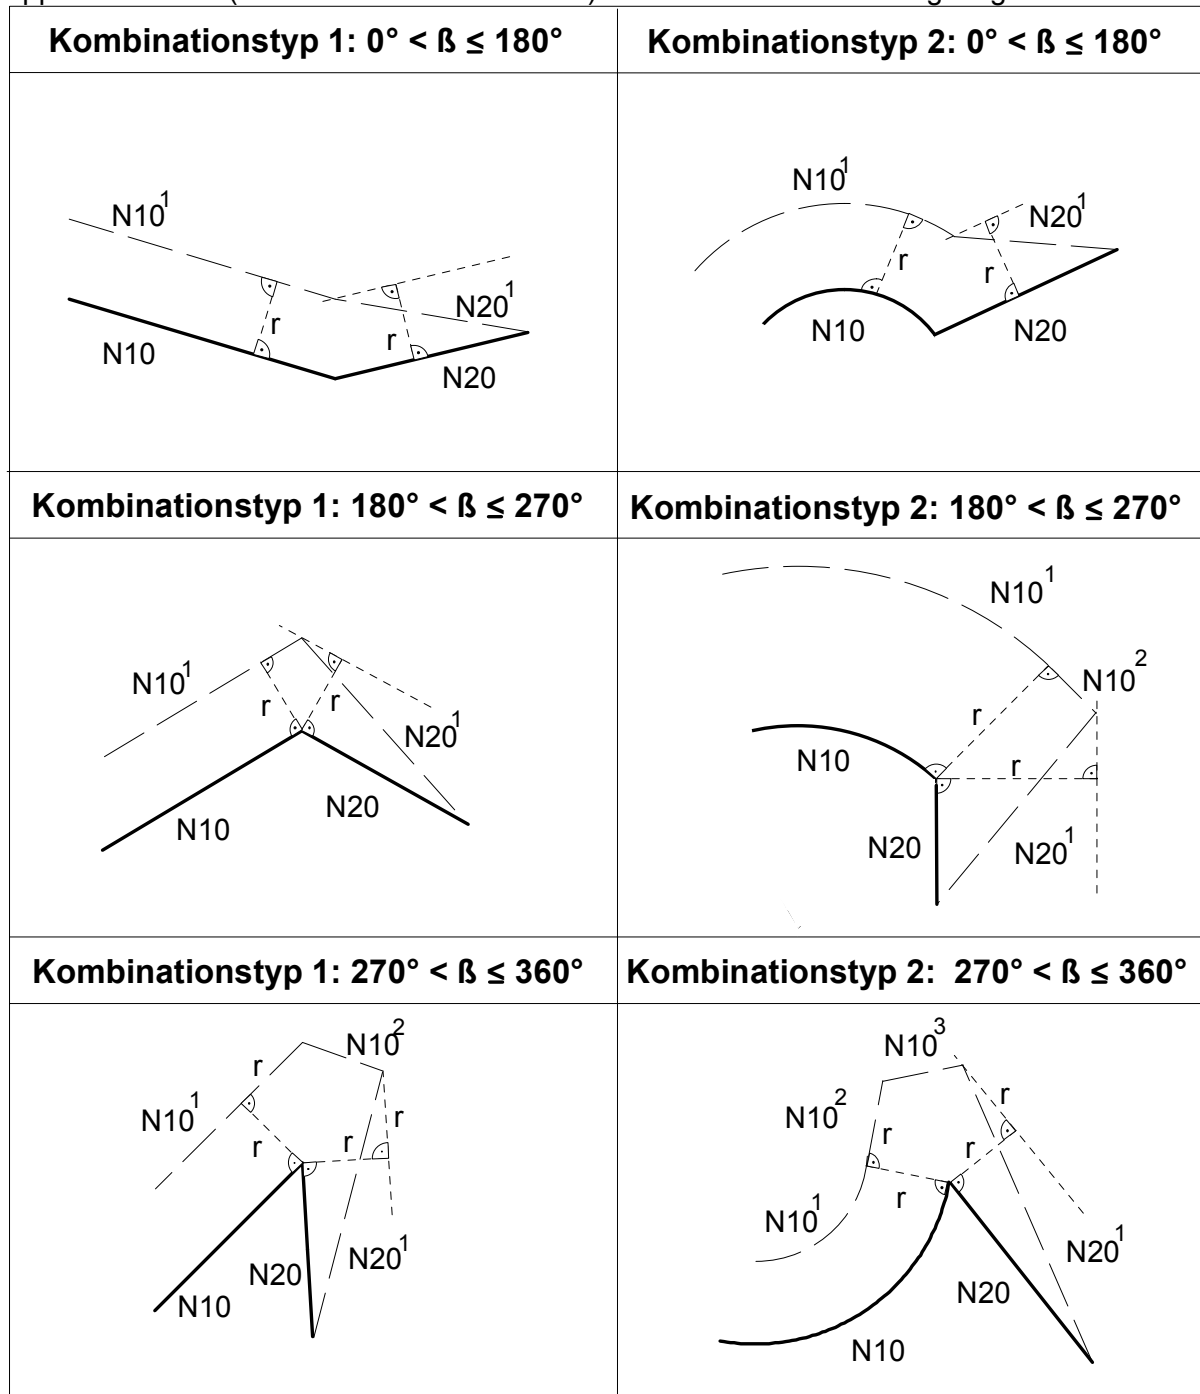 Kombinationstyp 1: 0° < ß ≤ 180°
Kombinationstyp 2: 0° < ß ≤ 180°
N10¹
N20¹
r
r
N10
N20
N10¹
N20¹
r
r
N10
N20
Kombinationstyp 1: 180° < ß ≤ 270°
Kombinationstyp 2: 180° < ß ≤ 270°
N10¹
r
r
N20¹
N20
N10
N10¹
N10²
r
N10
r
N20
N20¹
Kombinationstyp 1: 270° < ß ≤ 360°
Kombinationstyp 2: 270° < ß ≤ 360°
N10²
r
N10¹
r
r
r
N20¹
N20
N10
N10³
N10²
r
r
r
r
N10¹
N20¹
N20
N10